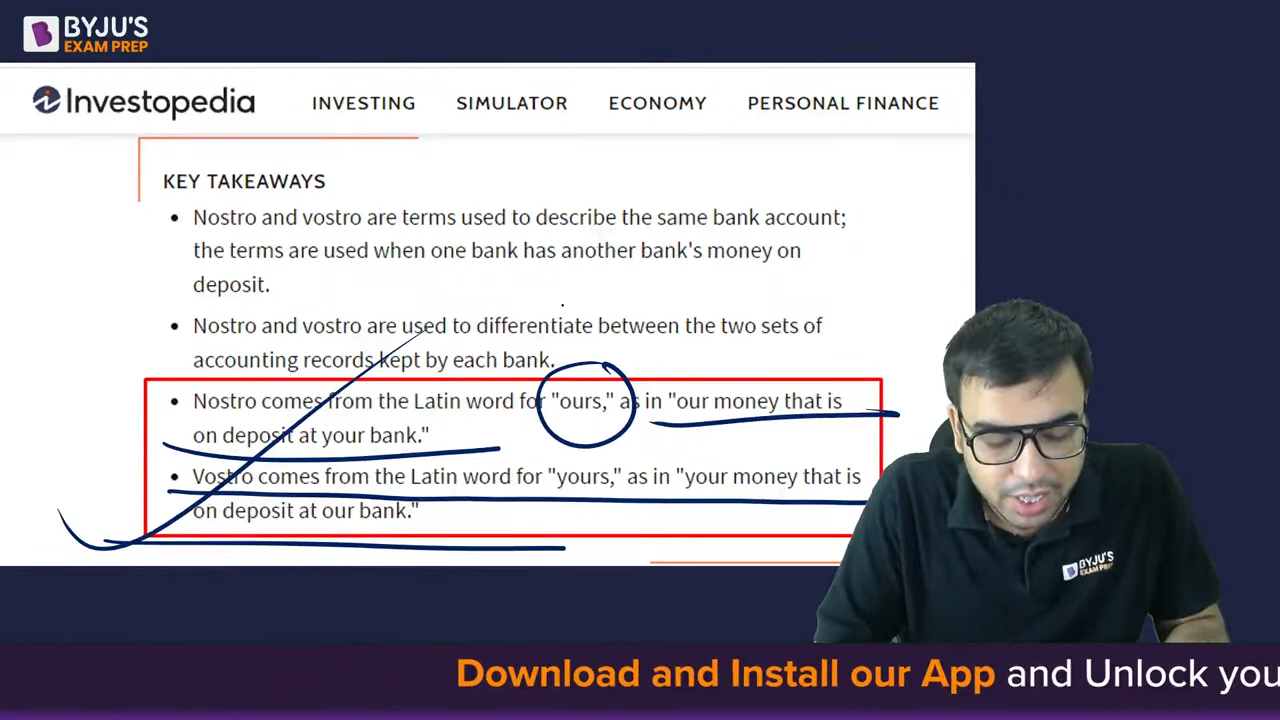 BYJU'S
EXAM PREP
Investopedia INVESTING SIMULATOR ECONOMY PERSONAL FINANCE
KEY TAKEAWAYS
• Nostro and vostro are terms used to describe the same bank account;
the terms are used when one bank has another bank's money on
deposit.
• Nostro and vostro are used to differentiate between the two sets of
accounting records kept by each bank.
• Nostro comes from the Latin word for "ours," as in "our money that is
on deposit at your bank."
• Vostro comes from the Latin word for "yours," as in "your money that is
on deposit at our bank."
BYJU'S
EXAM PREP
Download and Install our App and Unlock you